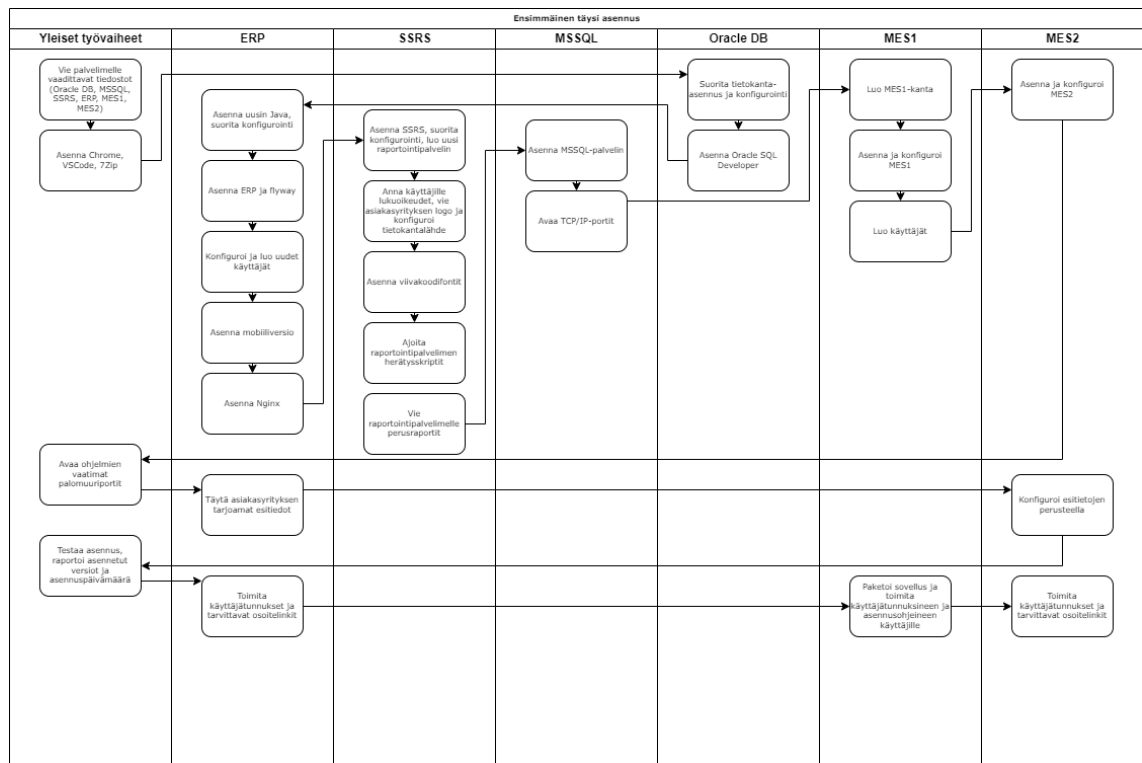 Ensimmäinen täysi asennus
Yleiset työvaiheet
ERP
SSRS
MSSQL
Oracle DB
MES1
MES2
Vie palvelimelle
vaadittavat tiedostot
(Oracle DB, MSSQL,
SSRS, ERP, MES1,
MES2)
Asenna Chrome,
VSCode, 7Zip
Avaa ohjelmien
vaatimat
palomuuriportit
Testaa asennus,
raportoi asennetut
versiot ja
asennuspäivämäärä
Asenna uusin Java,
suorita konfigurointi
Asenna ERP ja flyway
Konfiguroi ja luo uudet
käyttäjät
Asenna mobiiliversio
Asenna Nginx
Täytä asiakasyrityksen
tarjoamat esitiedot
Toimita
käyttäjätunnukset ja
tarvittavat osoitelinkit
Asenna SSRS, suorita
konfigurointi, luo uusi
raportointipalvelin
Anna käyttäjille
lukuoikeudet, vie
asiakasyrityksen logo ja
konfiguroi
tietokantalähde
Asenna viivakoodifontit
Ajoita
raportointipalvelimen
herätysskriptit
Vie
raportointipalvelimelle
perusraportit
Asenna MSSQL-palvelin
Avaa TCP/IP-portit
Suorita tietokanta-
asennus ja konfigurointi
Asenna Oracle SQL
Developer
Luo MES1-kanta
Asenna ja konfiguroi
MES1
Luo käyttäjät
Paketoi sovellus ja
toimita
käyttäjätunnuksineen ja
asennusohjeineen
käyttäjille
Asenna ja konfiguroi
MES2
Konfiguroi esitietojen
perusteella
Toimita
käyttäjätunnukset ja
tarvittavat osoitelinkit